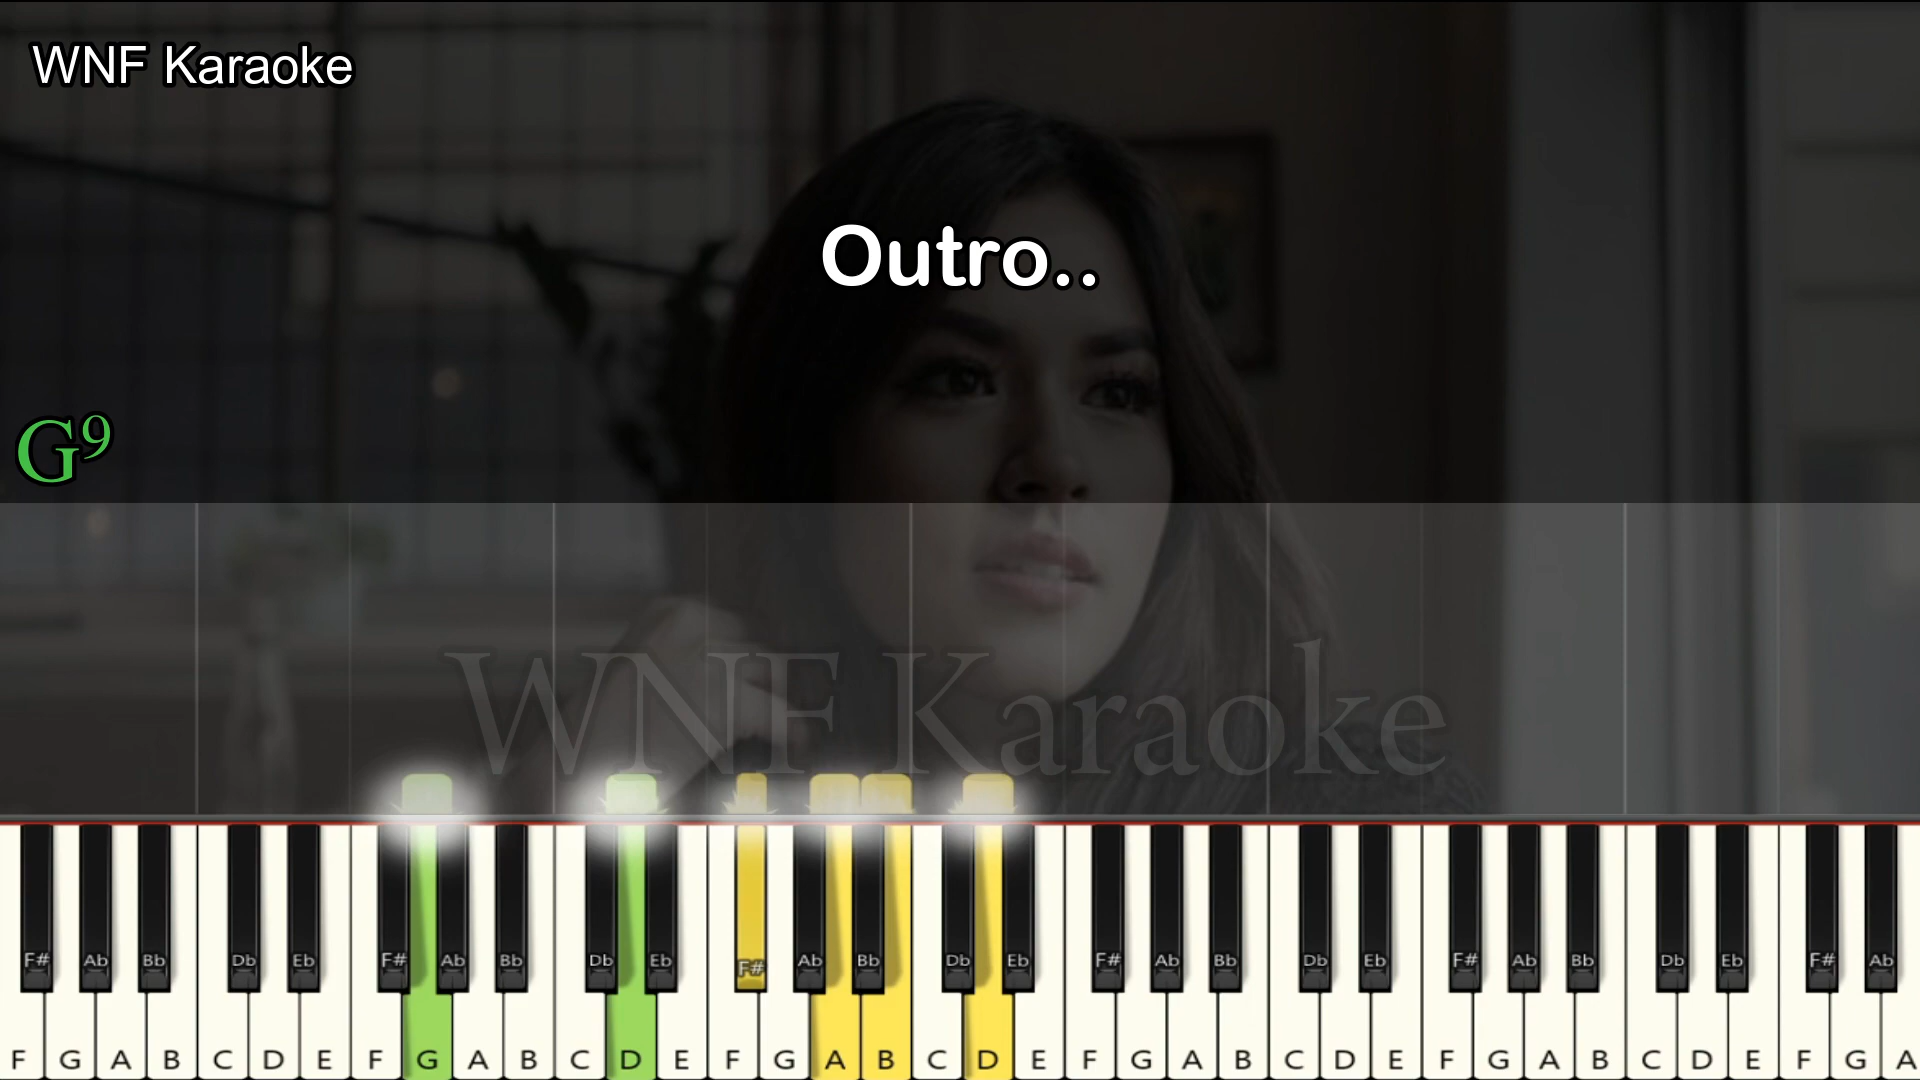 WNF Karaoke
Outro..
G⁹
WNF Karaoke
F# Ab Bb Db Eb F# Ab Bb Db Eb F# Ab Bb Db Eb F# Ab Bb Db Eb F# Ab Bb Db Eb F# Ab
F G A B C D E F G A B C D E F G A B C D E F G A B C D E F G A B C D E F G A